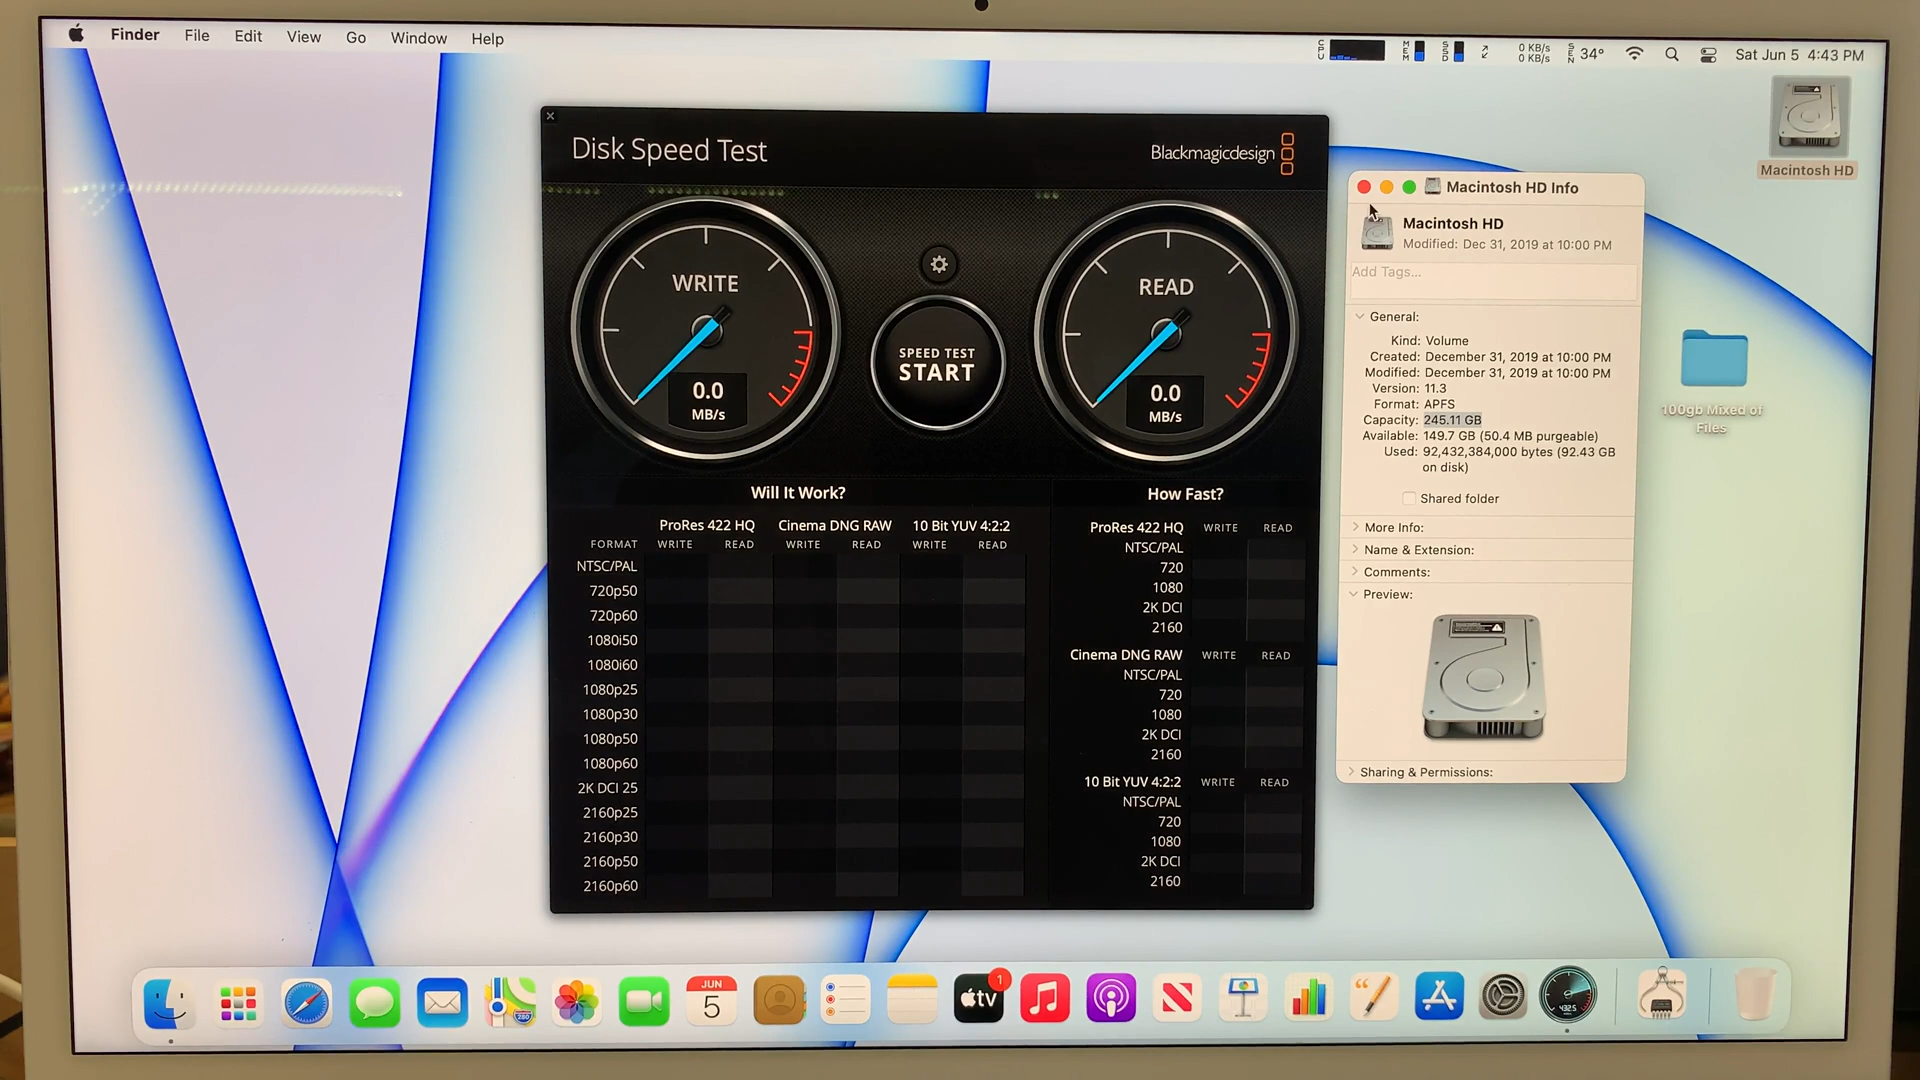 Finder File Edit View Go Window Help
CPU MEM SSD 0 KB/s SEN 34° Sat Jun 5 4:43 PM
0 KB/s
Macintosh HD
100gb Mixed of
Files
Disk Speed Test
Blackmagicdesign
WRITE
0.0
MB/s
SPEED TEST
START
READ
0.0
MB/s
Will It Work?
ProRes 422 HQ Cinema DNG RAW 10 Bit YUV 4:2:2
FORMAT WRITE READ WRITE READ WRITE READ
NTSC/PAL
720p50
720p60
1080i50
1080i60
1080p25
1080p30
1080p50
1080p60
2K DCI 25
2160p25
2160p30
2160p50
2160p60
How Fast?
ProRes 422 HQ WRITE READ
NTSC/PAL
720
1080
2K DCI
2160
Cinema DNG RAW WRITE READ
NTSC/PAL
720
1080
2K DCI
2160
10 Bit YUV 4:2:2 WRITE READ
NTSC/PAL
720
1080
2K DCI
2160
Macintosh HD Info
Macintosh HD
Modified: Dec 31, 2019 at 10:00 PM
Add Tags...
General:
Kind: Volume
Created: December 31, 2019 at 10:00 PM
Modified: December 31, 2019 at 10:00 PM
Version: 11.3
Format: APFS
Capacity: 245.11 GB
Available: 149.7 GB (50.4 MB purgeable)
Used: 92,432,384,000 bytes (92.43 GB
on disk)
Shared folder
More Info:
Name & Extension:
Comments:
Preview:
Sharing & Permissions:
280
JUN
5
tv
1